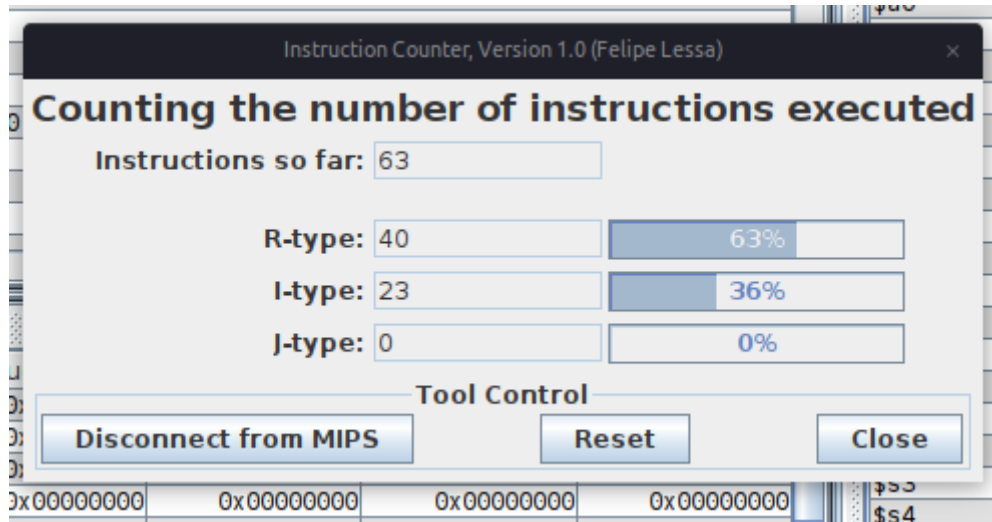 Instruction Counter, Version 1.0 (Felipe Lessa) ×
Counting the number of instructions executed
Instructions so far: 63
R-type: 40 63%
I-type: 23 36%
J-type: 0 0%
Tool Control
Disconnect from MIPS Reset Close
0x00000000 0x00000000 0x00000000 0x00000000
$s3
$s4